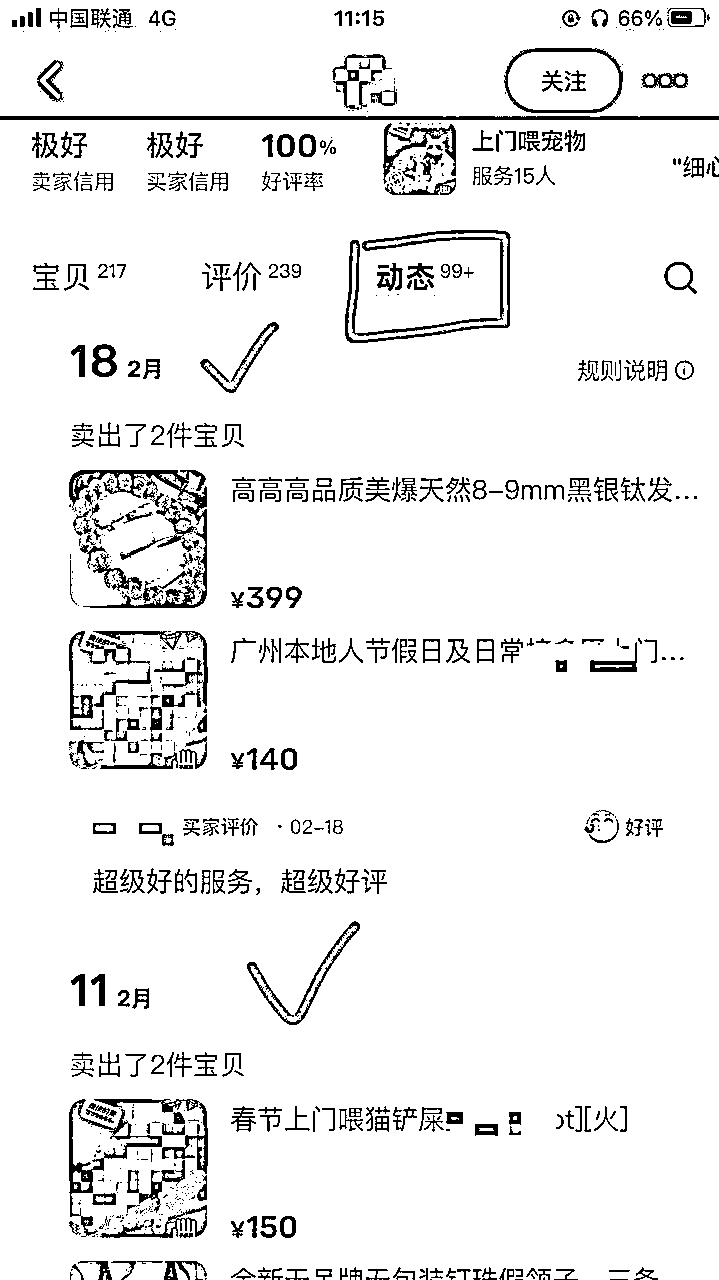 中国联通 4G 11:15 66%
关注
极好 极好 100% 上门喂宠物
卖家信用 买家信用 好评率 服务15人 "细心
宝贝 217 评价 239 动态 99+
18 2月 规则说明
卖出了2件宝贝
高高高品质美爆天然8-9mm黑银钛发...
¥399
广州本地人节假日及日常 上门...
¥140
买家评价 · 02-18 好评
超级好的服务，超级好评
11 2月
卖出了2件宝贝
春节上门喂猫铲屎 ot][火]
¥150